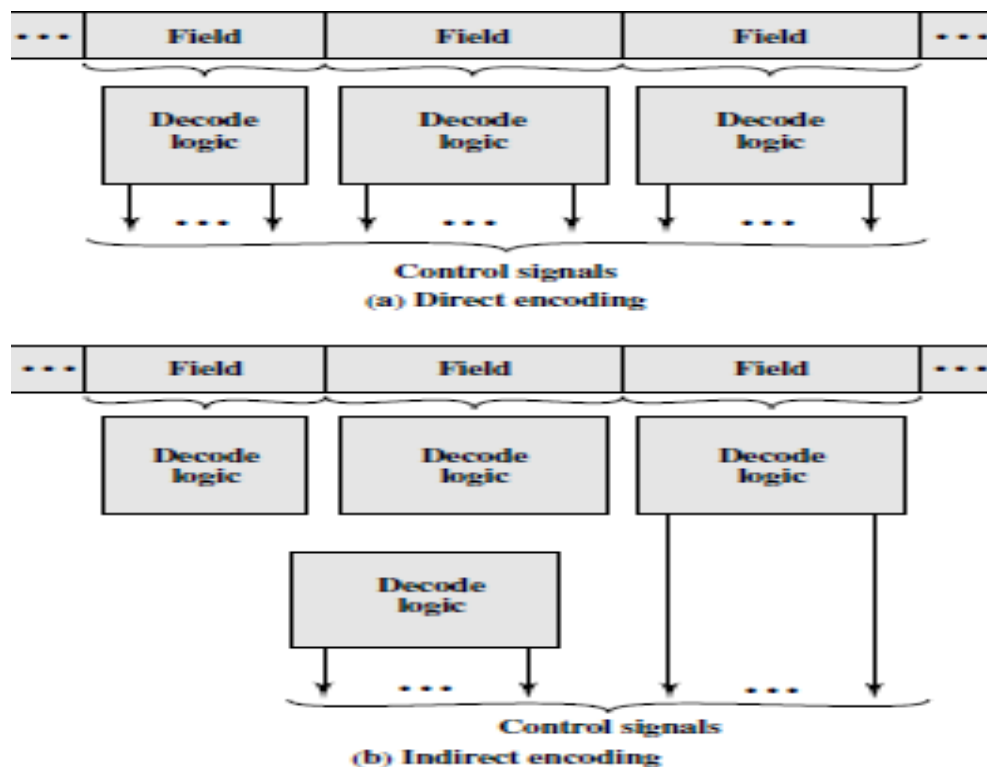 ... Field Field Field ...
Decode Decode Decode
logic logic logic
... ... ...
Control signals
(a) Direct encoding
... Field Field Field ...
Decode Decode Decode
logic logic logic
Decode
logic
... ...
Control signals
(b) Indirect encoding